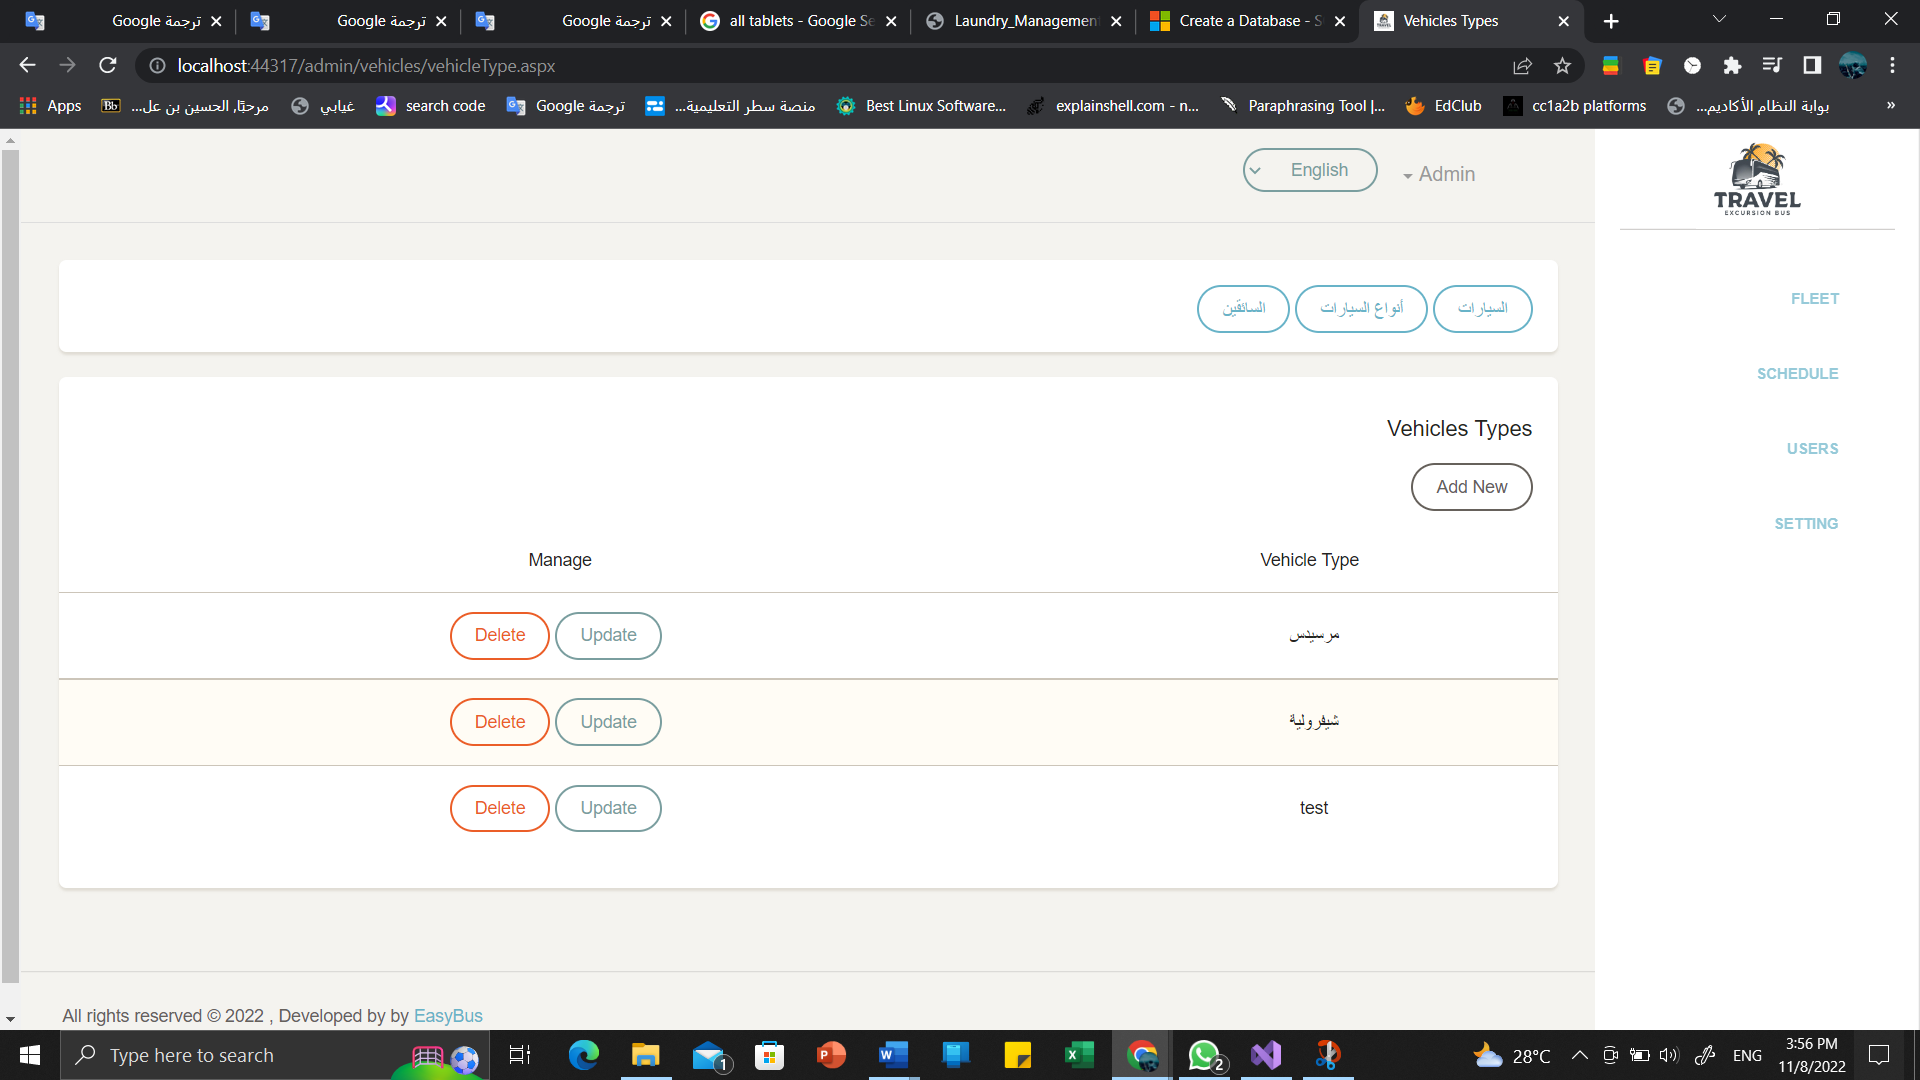 ترجمة Google
ترجمة Google
ترجمة Google
all tablets - Google Se
Laundry_Management
Create a Database - S
Vehicles Types
localhost:44317/admin/vehicles/vehicleType.aspx
Apps
مرحبًا, الحسين بن عل...
غيابي
search code
ترجمة Google
منصة سطر التعليمية...
Best Linux Software...
explainshell.com - n...
Paraphrasing Tool |...
EdClub
cc1a2b platforms
بوابة النظام الأكاديم...
»
English
Admin
TRAVEL
EXCURSION BUS
FLEET
SCHEDULE
USERS
SETTING
السيارات
أنواع السيارات
السائقين
Vehicles Types
Add New
Vehicle Type
Manage
مرسيدس
Update
Delete
شيفرولية
Update
Delete
test
Update
Delete
All rights reserved © 2022 , Developed by by EasyBus
Type here to search
1
2
28°C
ENG
3:56 PM
11/8/2022